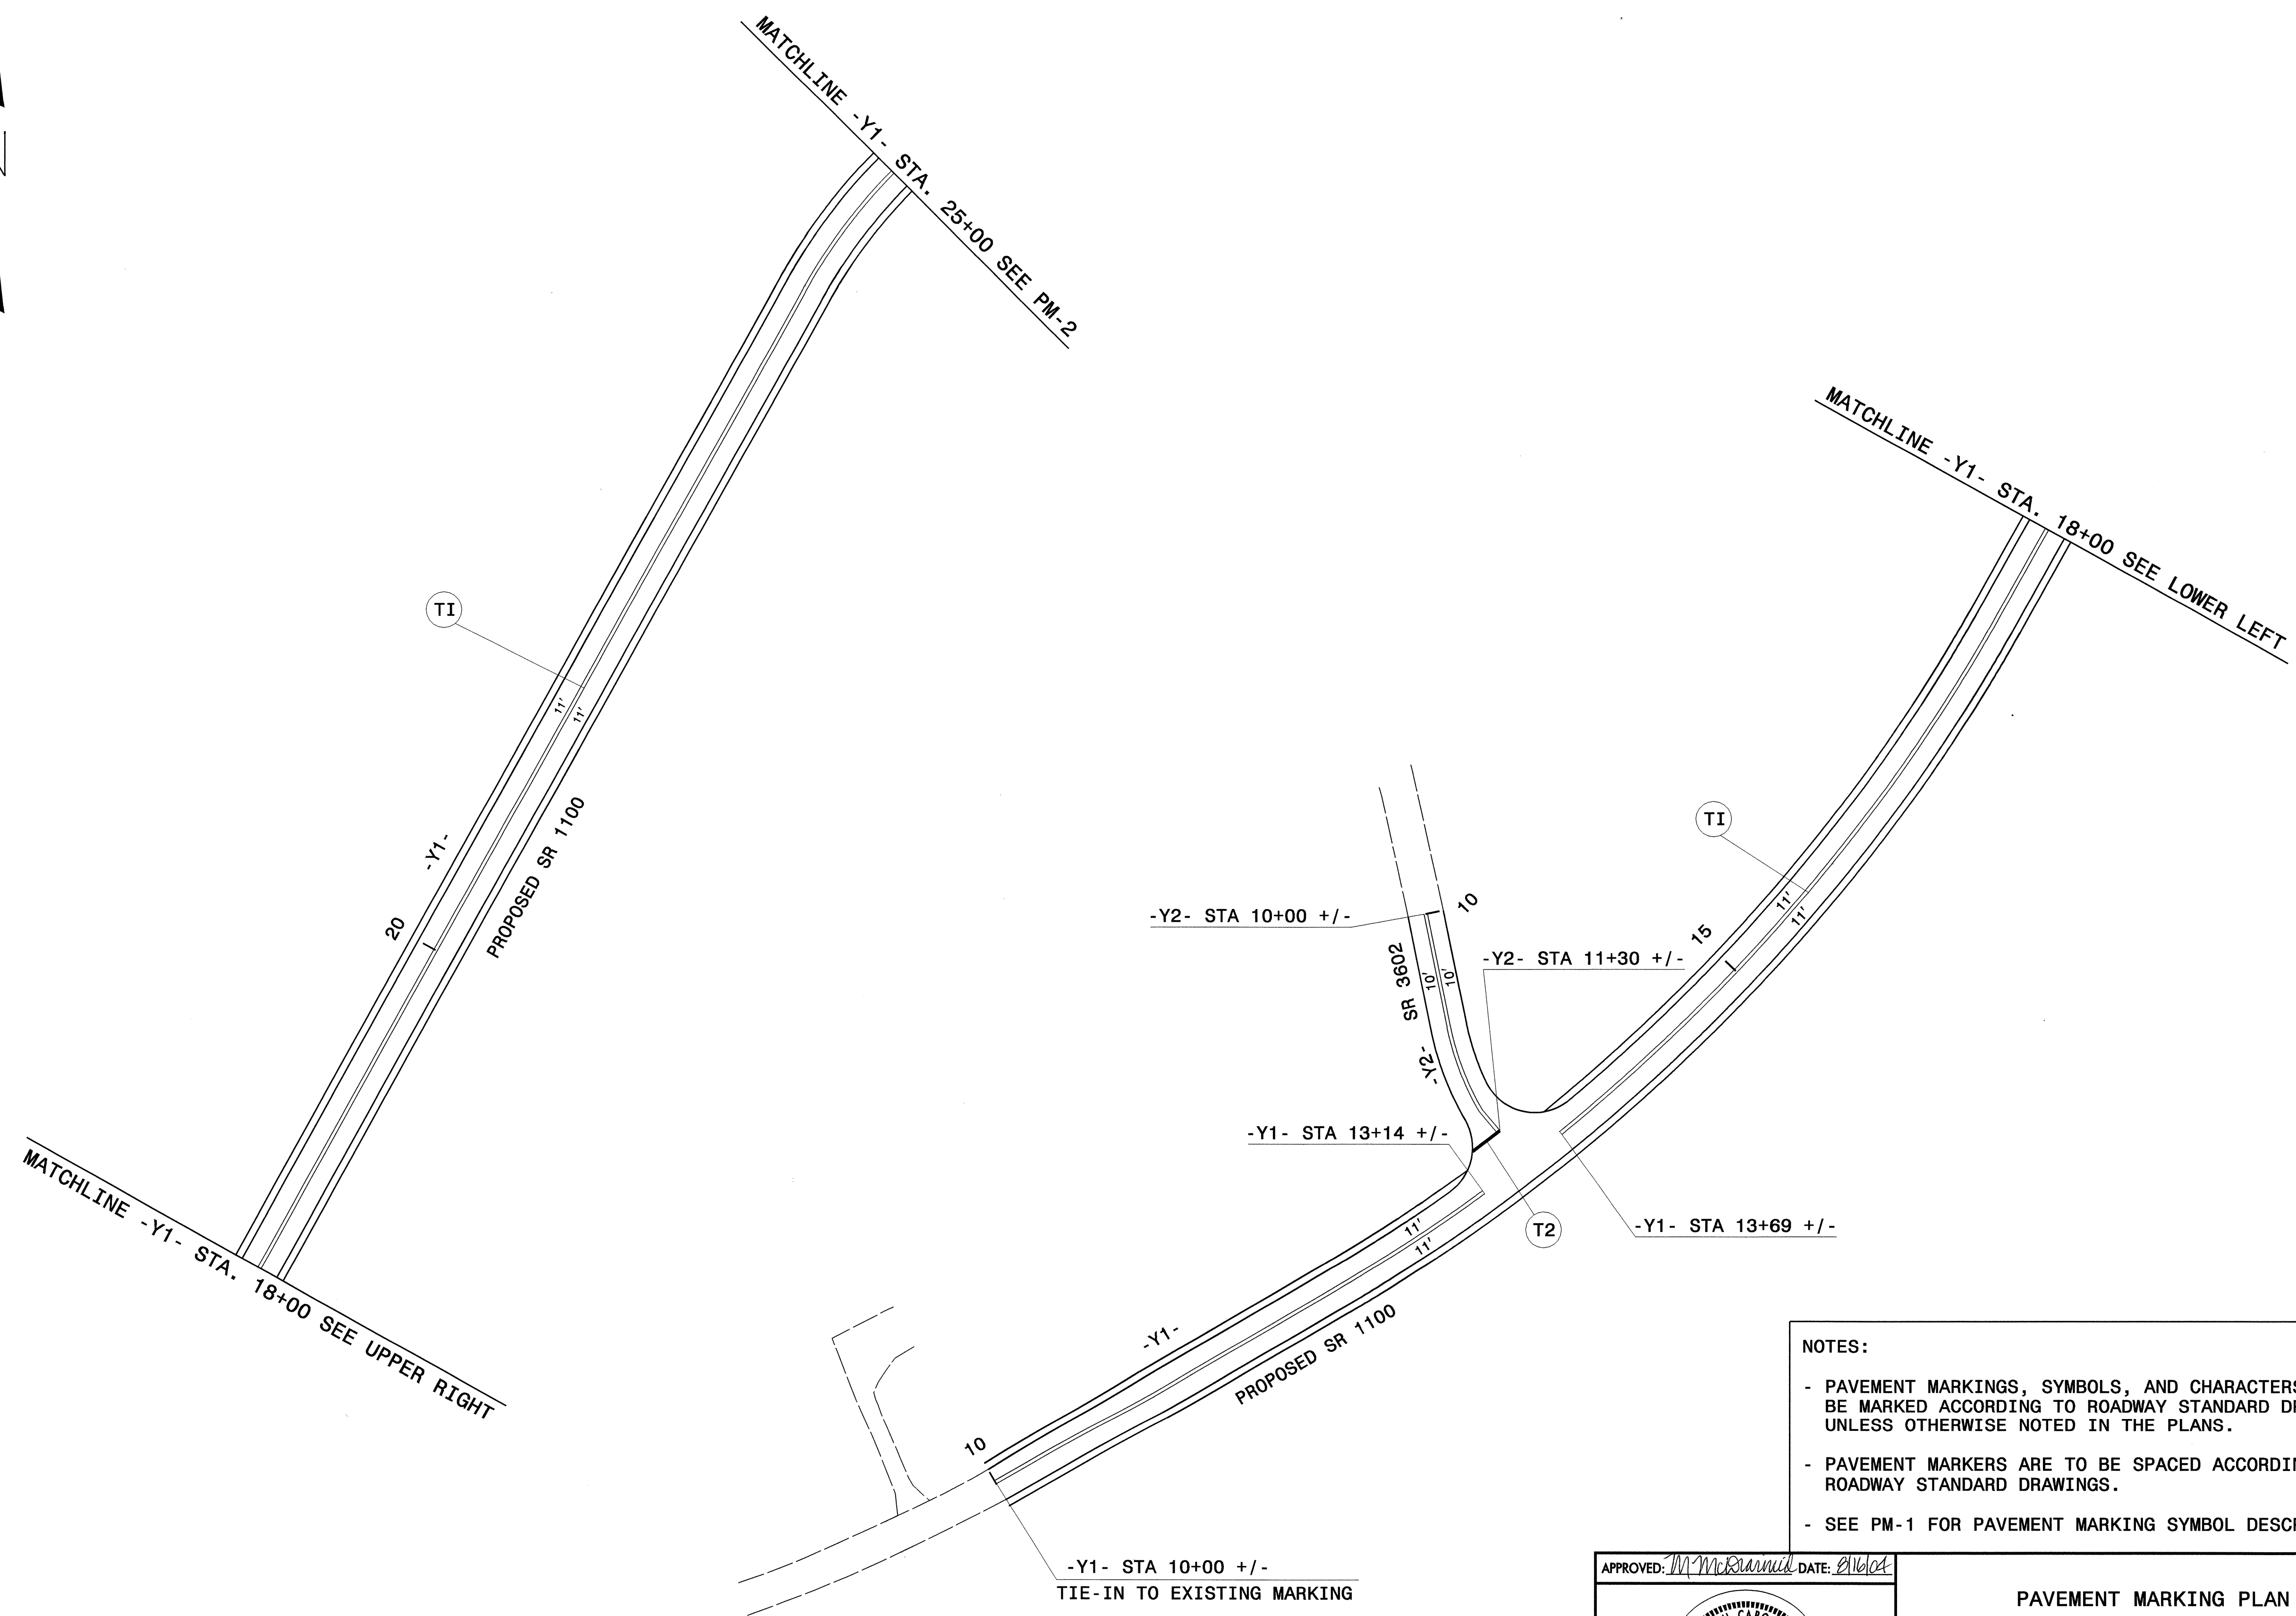 MATCHLINE -Y1- STA. 25+00 SEE PM-2
TI
11'
11'
-Y1-
20
PROPOSED SR 1100
MATCHLINE -Y1- STA. 18+00 SEE UPPER RIGHT
MATCHLINE -Y1- STA. 18+00 SEE LOWER LEFT
TI
11'
11'
15
10
-Y2- STA 10+00 +/-
-Y2- STA 11+30 +/-
SR 3602
10'
10'
-Y2-
-Y1- STA 13+14 +/-
T2
-Y1- STA 13+69 +/-
11'
11'
-Y1-
PROPOSED SR 1100
10
-Y1- STA 10+00 +/-
TIE-IN TO EXISTING MARKING
NOTES:
- PAVEMENT MARKINGS, SYMBOLS, AND CHARACTERS
BE MARKED ACCORDING TO ROADWAY STANDARD
UNLESS OTHERWISE NOTED IN THE PLANS.
- PAVEMENT MARKERS ARE TO BE SPACED
ROADWAY STANDARD DRAWINGS.
- SEE PM-1 FOR PAVEMENT MARKING SYMBOL
APPROVED: DATE: 8/16/04
PAVEMENT MARKING PLAN